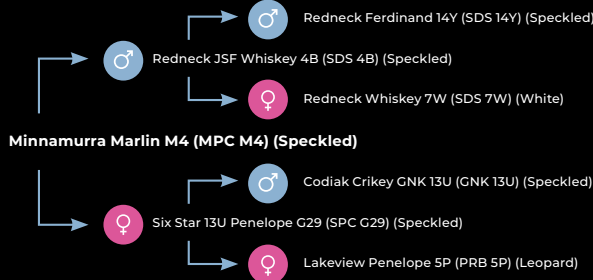 Redneck Ferdinand 14Y (SDS 14Y) (Speckled)
Redneck JSF Whiskey 4B (SDS 4B) (Speckled)
Redneck Whiskey 7W (SDS 7W) (White)
Minnamurra Marlin M4 (MPC M4) (Speckled)
Codiak Crikey GNK 13U (GNK 13U) (Speckled)
Six Star 13U Penelope G29 (SPC G29) (Speckled)
Lakeview Penelope 5P (PRB 5P) (Leopard)